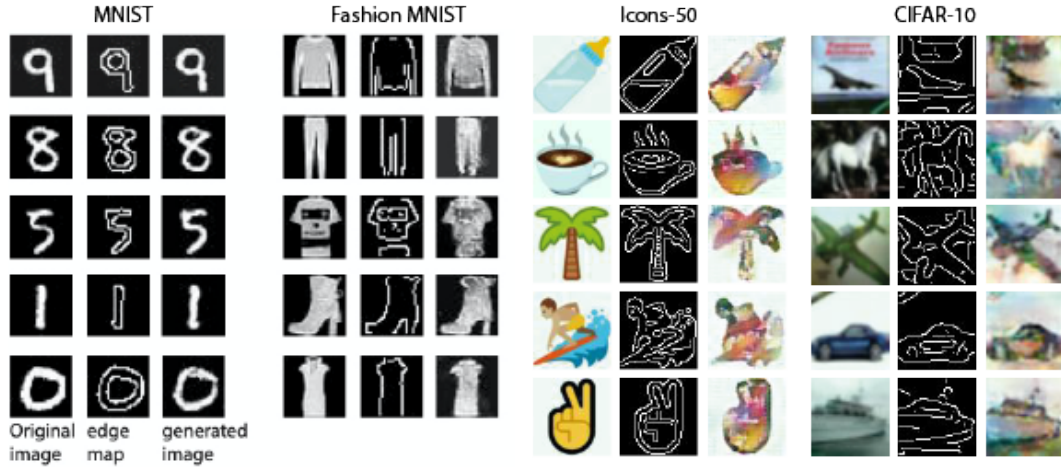 MNIST
Fashion MNIST
Icons-50
CIFAR-10
Original image
edge map
generated image